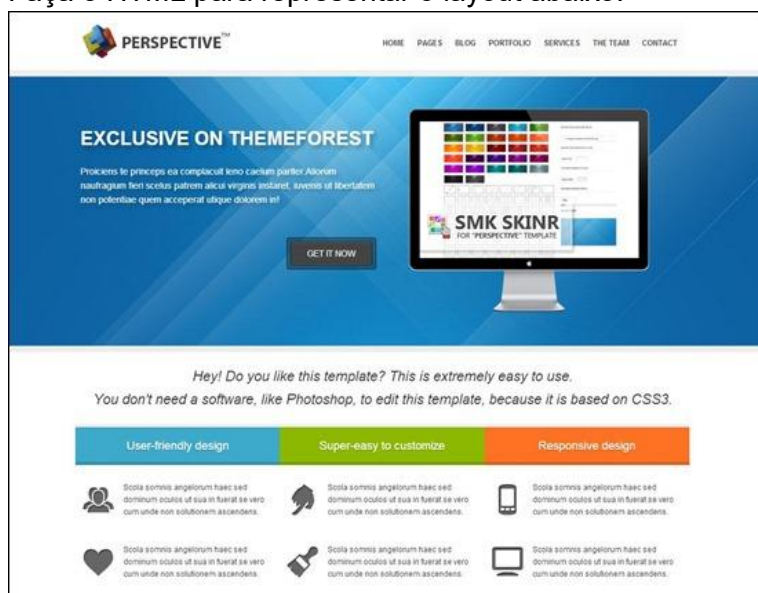 PERSPECTIVE™
HOME PAGES BLOG PORTFOLIO SERVICES THE TEAM CONTACT
EXCLUSIVE ON THEMEFOREST
Proiciens te princeps ea complacuit leno caelum pariter. Aliorum
naufragium fieri scelus patrem alicui virginis instaret, iuvenis ut libertatem
non potentiae quem acceperat utique dolorem in!
GET IT NOW
SMK SKINR
FOR "PERSPECTIVE" TEMPLATE
Hey! Do you like this template? This is extremely easy to use.
You don't need a software, like Photoshop, to edit this template, because it is based on CSS3.
User-friendly design Super-easy to customize Responsive design
Scola somnis angelorum haec sed
dominum oculos ut sua in fuerat se vero
cum unde non solutionem ascendens.
Scola somnis angelorum haec sed
dominum oculos ut sua in fuerat se vero
cum unde non solutionem ascendens.
Scola somnis angelorum haec sed
dominum oculos ut sua in fuerat se vero
cum unde non solutionem ascendens.
Scola somnis angelorum haec sed
dominum oculos ut sua in fuerat se vero
cum unde non solutionem ascendens.
Scola somnis angelorum haec sed
dominum oculos ut sua in fuerat se vero
cum unde non solutionem ascendens.
Scola somnis angelorum haec sed
dominum oculos ut sua in fuerat se vero
cum unde non solutionem ascendens.